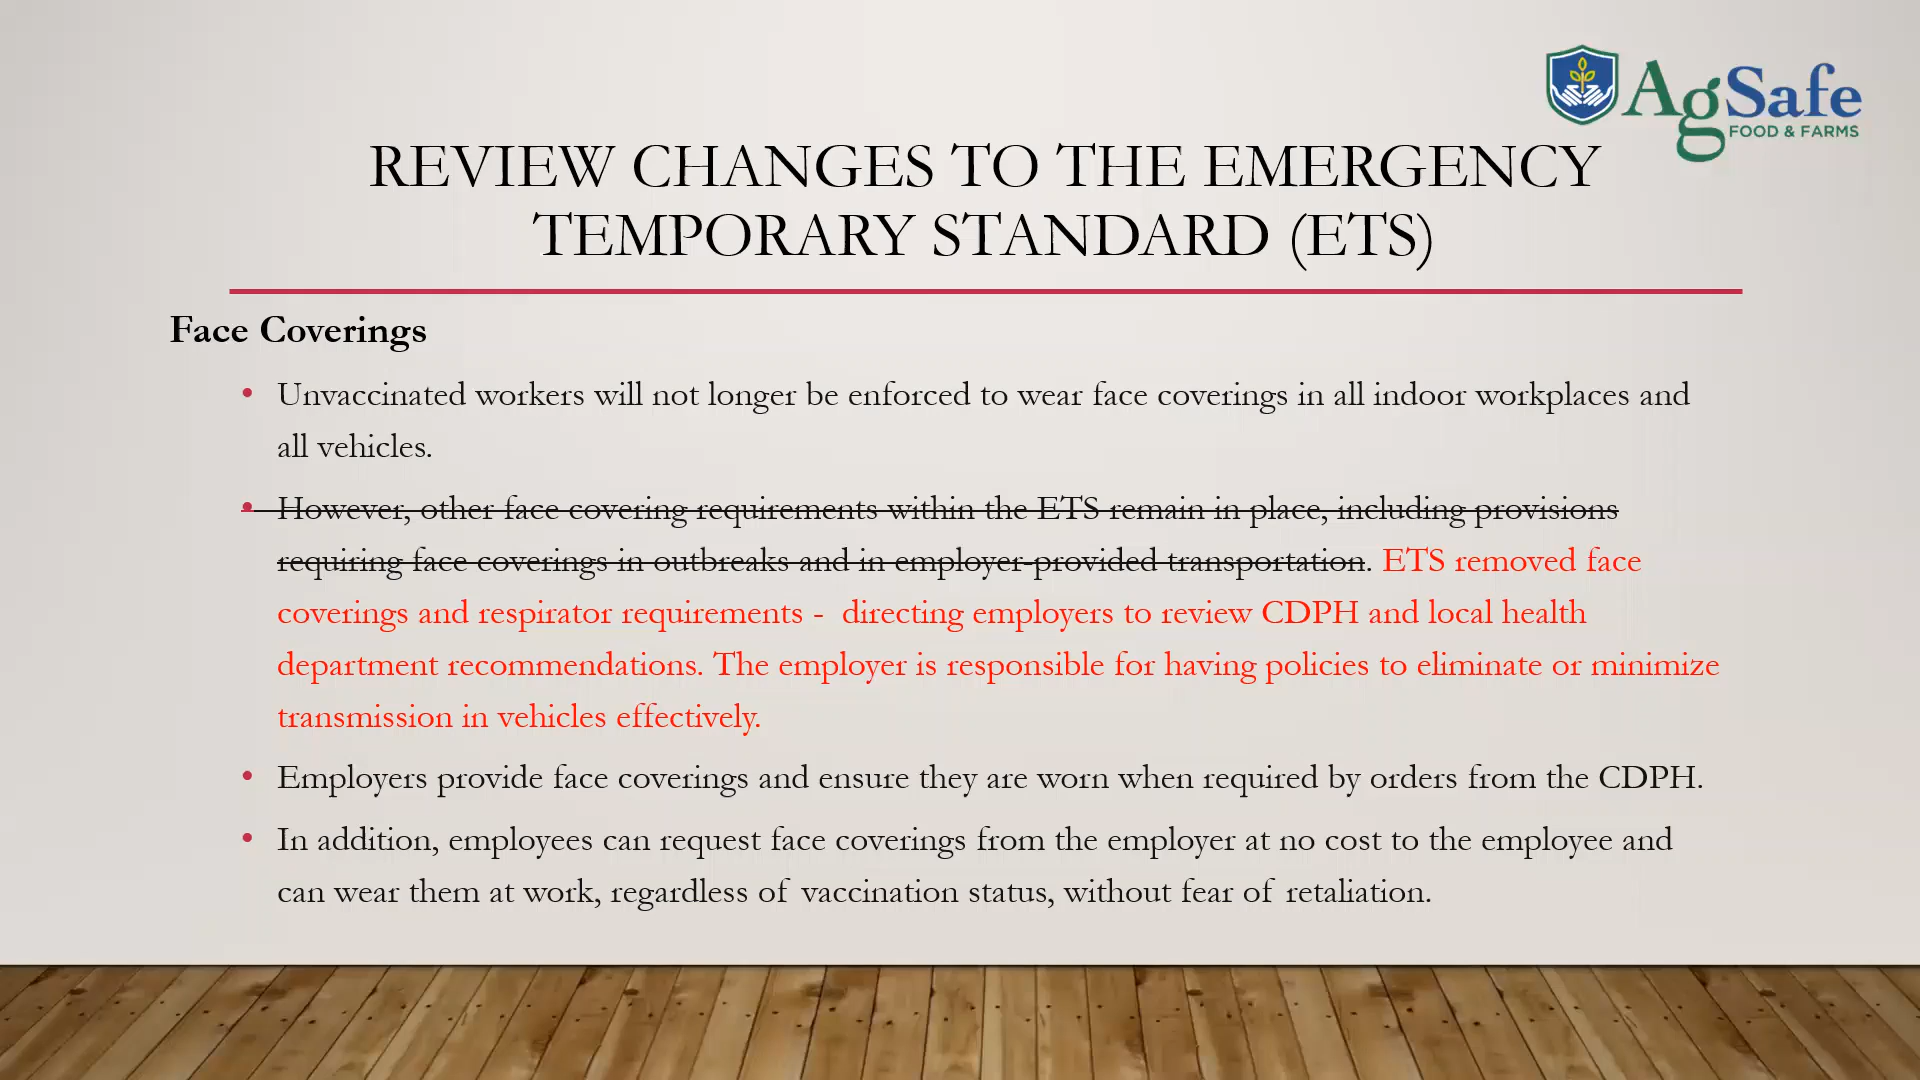 AgSafe
FOOD & FARMS
REVIEW CHANGES TO THE EMERGENCY
TEMPORARY STANDARD (ETS)
Face Coverings
• Unvaccinated workers will not longer be enforced to wear face coverings in all indoor workplaces and
all vehicles.
• However, other face covering requirements within the ETS remain in place, including provisions
requiring face coverings in outbreaks and in employer-provided transportation. ETS removed face
coverings and respirator requirements - directing employers to review CDPH and local health
department recommendations. The employer is responsible for having policies to eliminate or minimize
transmission in vehicles effectively.
• Employers provide face coverings and ensure they are worn when required by orders from the CDPH.
• In addition, employees can request face coverings from the employer at no cost to the employee and
can wear them at work, regardless of vaccination status, without fear of retaliation.